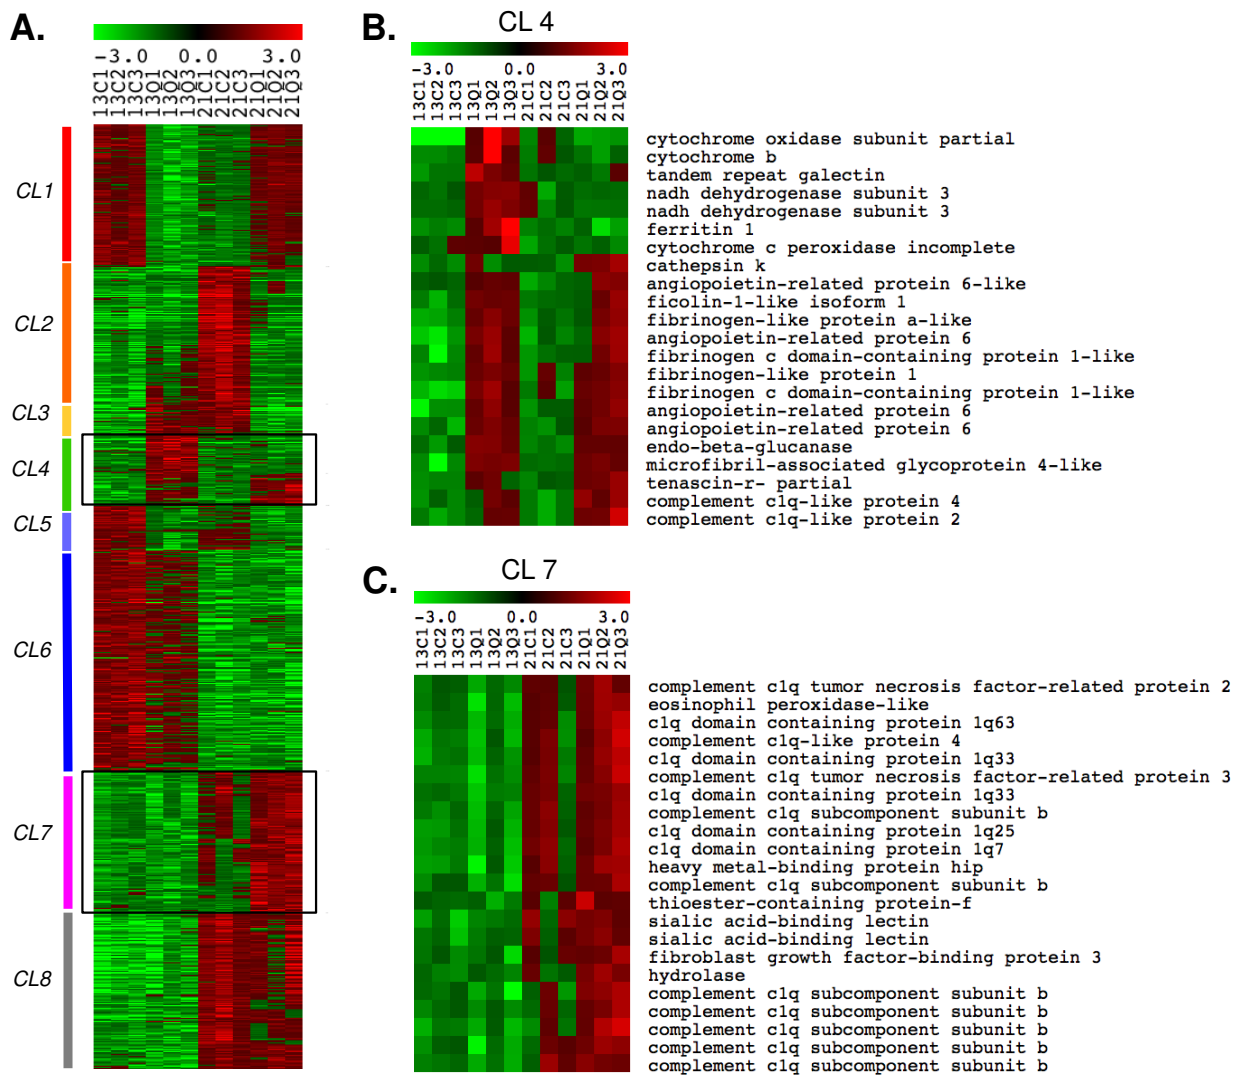 A.
−3.0 0.0 3.0
13C1 13C2 13C3 13Q1 13Q2 13Q3 21C1 21C2 21C3 21Q1 21Q2 21Q3
CL1
CL2
CL3
CL4
CL5
CL6
CL7
CL8
B.
CL 4
−3.0 0.0 3.0
13C1 13C2 13C3 13Q1 13Q2 13Q3 21C1 21C2 21C3 21Q1 21Q2 21Q3
cytochrome oxidase subunit partial
cytochrome b
tandem repeat galectin
nadh dehydrogenase subunit 3
nadh dehydrogenase subunit 3
ferritin 1
cytochrome c peroxidase incomplete
cathepsin k
angiopoietin-related protein 6-like
ficolin-1-like isoform 1
fibrinogen-like protein a-like
angiopoietin-related protein 6
fibrinogen c domain-containing protein 1-like
fibrinogen-like protein 1
fibrinogen c domain-containing protein 1-like
angiopoietin-related protein 6
angiopoietin-related protein 6
endo-beta-glucanase
microfibril-associated glycoprotein 4-like
tenascin-r- partial
complement c1q-like protein 4
complement c1q-like protein 2
C.
CL 7
−3.0 0.0 3.0
13C1 13C2 13C3 13Q1 13Q2 13Q3 21C1 21C2 21C3 21Q1 21Q2 21Q3
complement c1q tumor necrosis factor-related protein 2
eosinophil peroxidase-like
c1q domain containing protein 1q63
complement c1q-like protein 4
c1q domain containing protein 1q33
complement c1q tumor necrosis factor-related protein 3
c1q domain containing protein 1q33
complement c1q subcomponent subunit b
c1q domain containing protein 1q25
c1q domain containing protein 1q7
heavy metal-binding protein hip
complement c1q subcomponent subunit b
thioester-containing protein-f
sialic acid-binding lectin
sialic acid-binding lectin
fibroblast growth factor-binding protein 3
hydrolase
complement c1q subcomponent subunit b
complement c1q subcomponent subunit b
complement c1q subcomponent subunit b
complement c1q subcomponent subunit b
complement c1q subcomponent subunit b